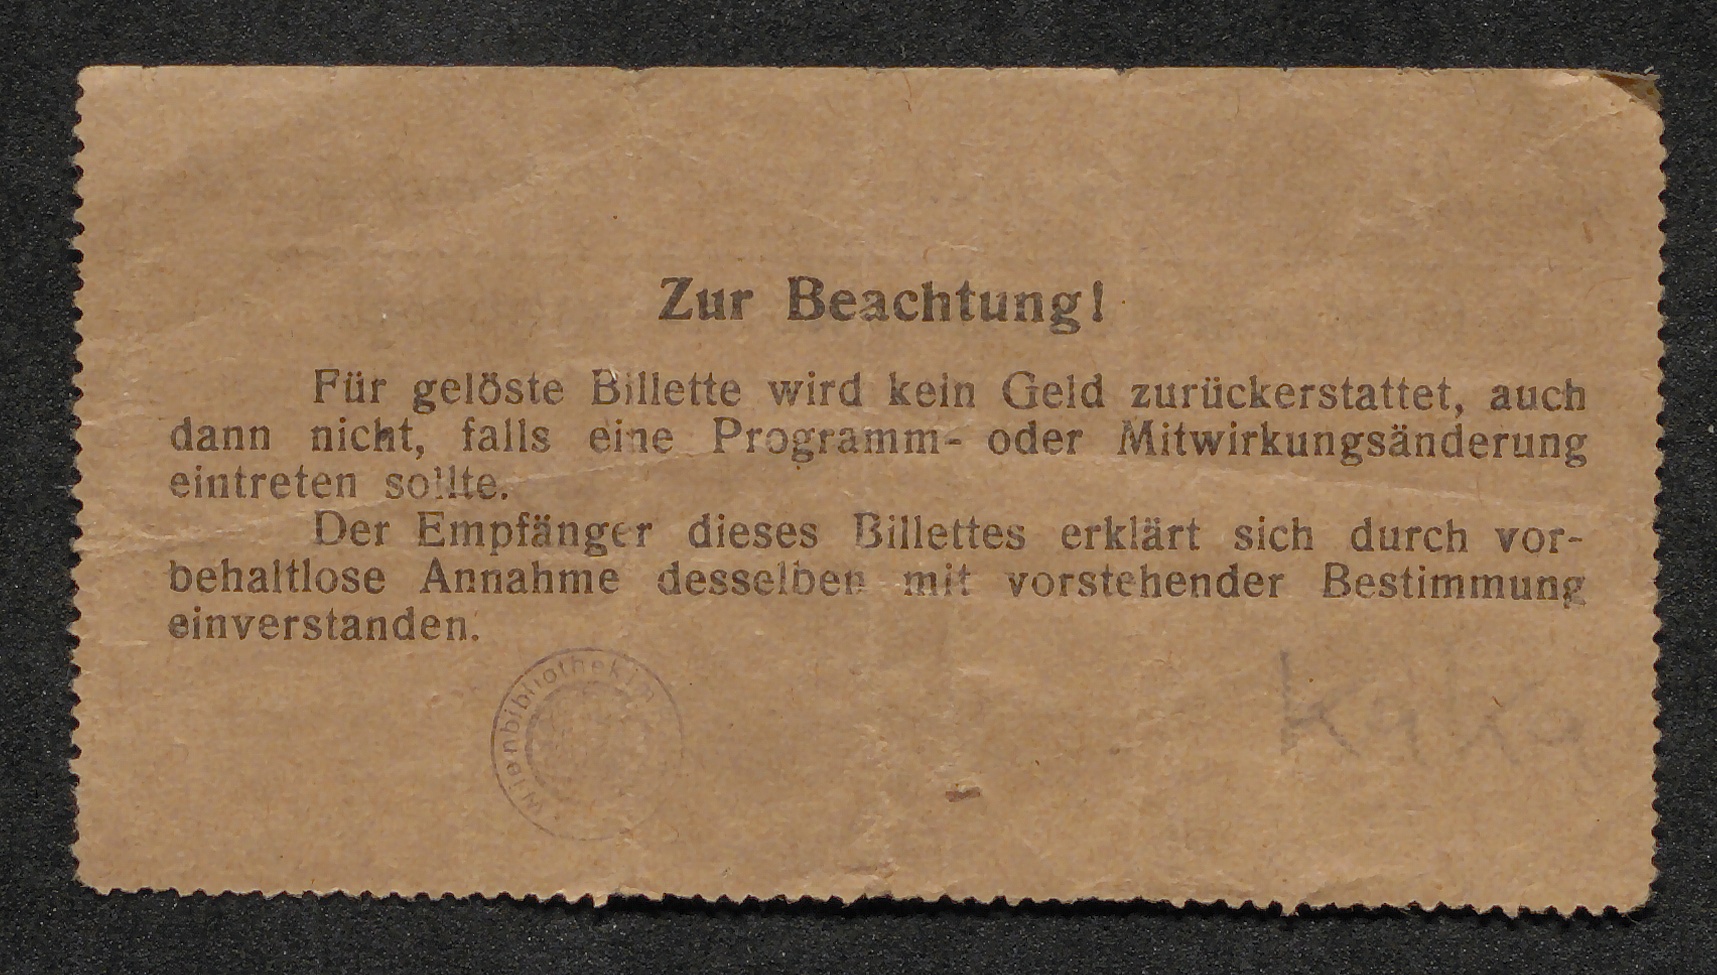 Zur Beachtung!
Für gelöste Billette wird kein Geld zurückerstattet, auch
dann nicht, falls eine Programm- oder Mitwirkungsänderung
eintreten sollte.
Der Empfänger dieses Billettes erklärt sich durch vor-
behaltlose Annahme desselben mit vorstehender Bestimmung
einverstanden.
Wienbibliothek im